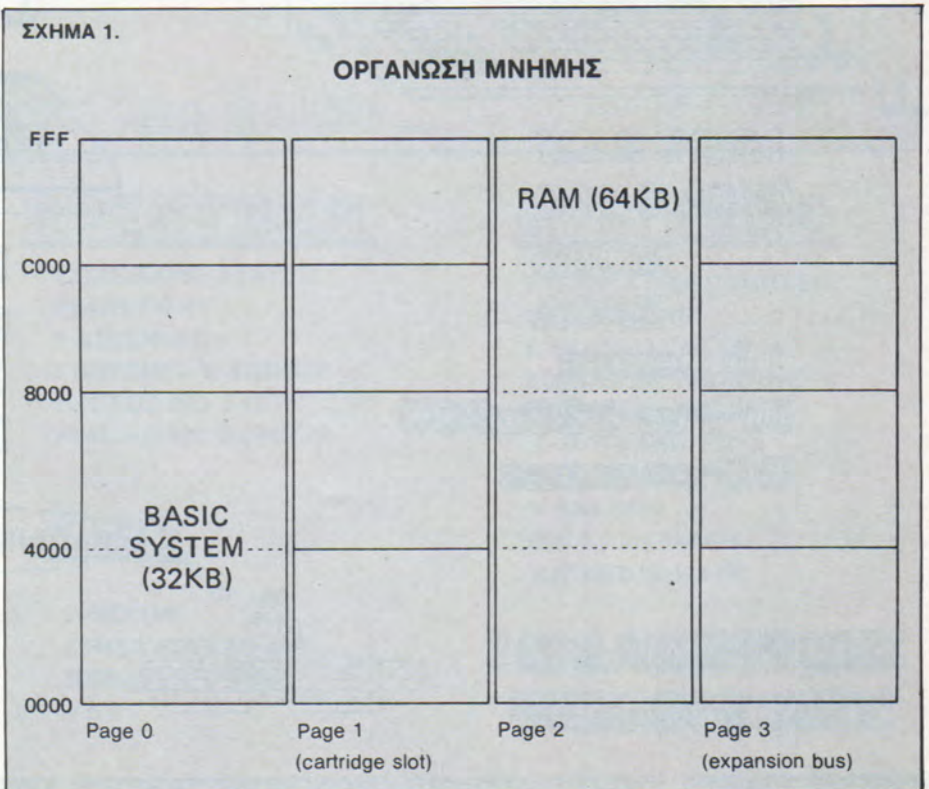 ΣΧΗΜΑ 1.
ΟΡΓΑΝΩΣΗ ΜΝΗΜΗΣ
FFF
RAM (64KB)
C000
8000
BASIC
4000 SYSTEM
(32KB)
0000
Page 0 Page 1 Page 2 Page 3
(cartridge slot) (expansion bus)